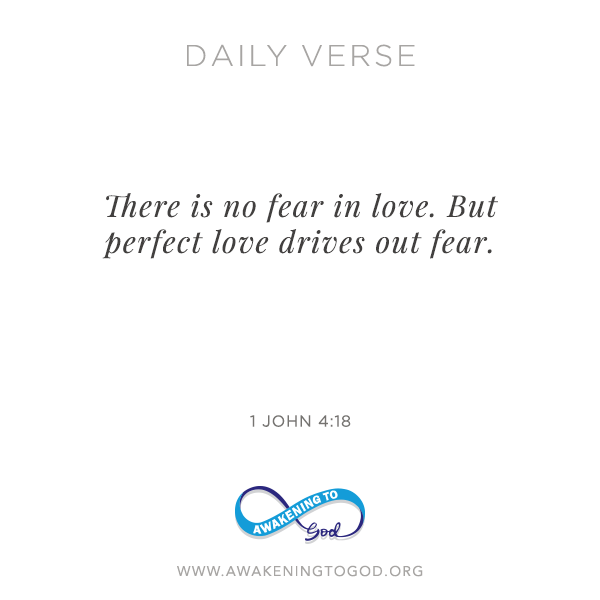 DAILY VERSE
There is no fear in love. But
perfect love drives out fear.
1 JOHN 4:18
AWAKENING TO
God
WWW.AWAKENINGTOGOD.ORG